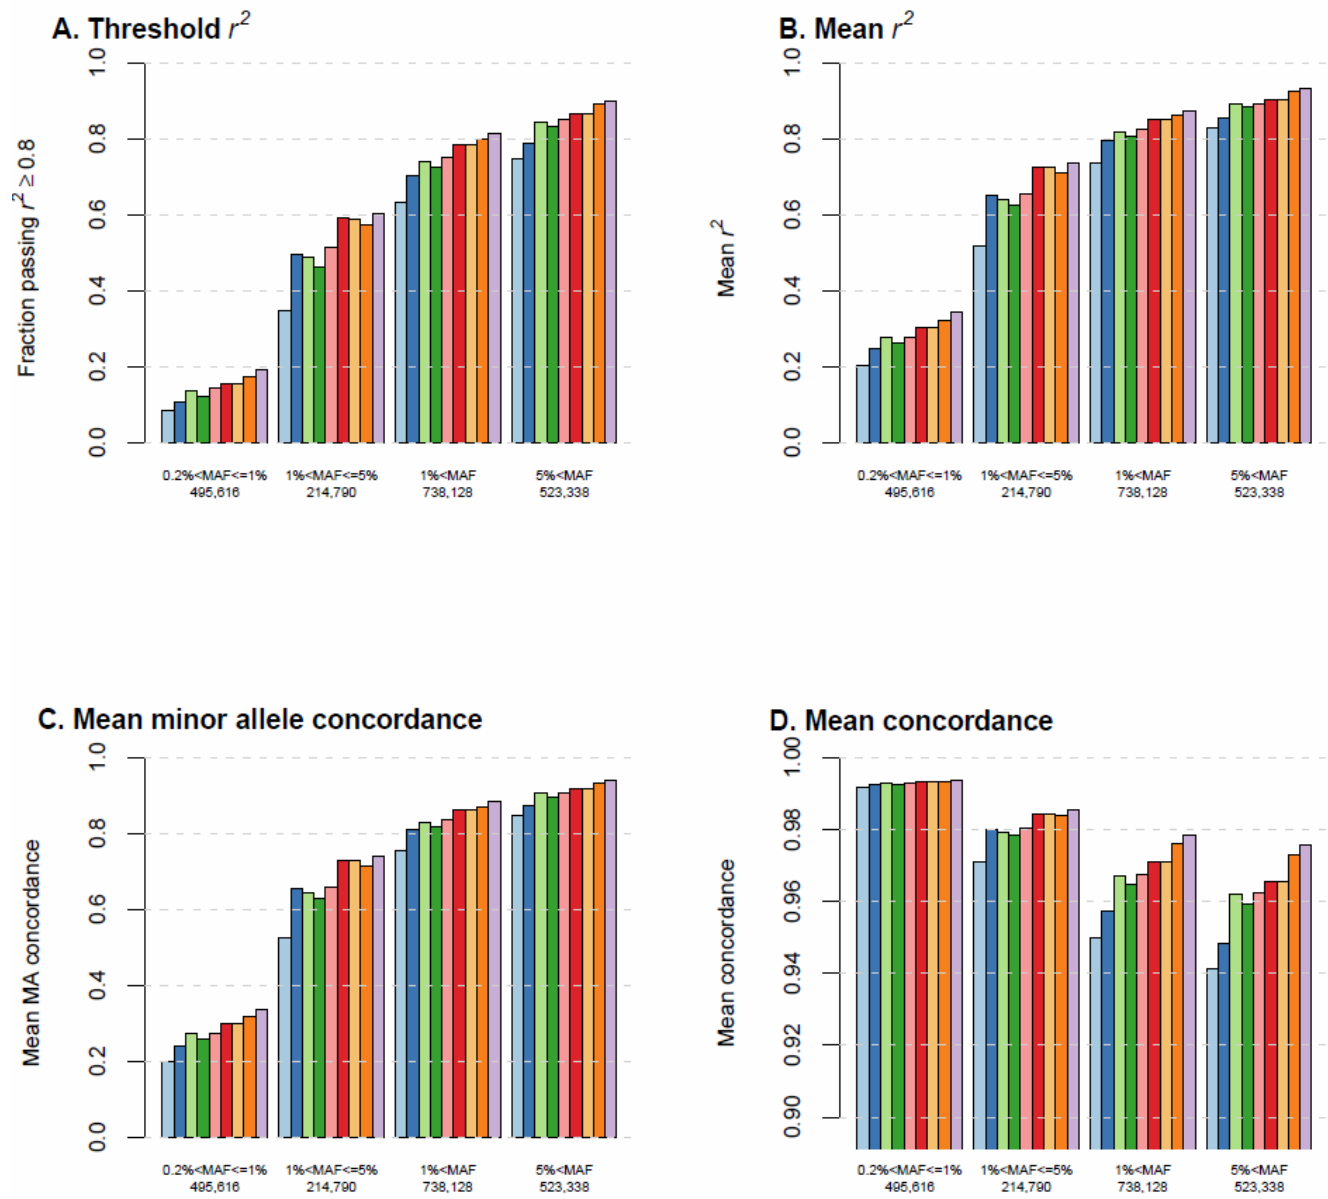 A. Threshold r²
Fraction passing r² ≥ 0.8
1.0
0.8
0.6
0.4
0.2
0.0
0.2%<MAF<=1% 1%<MAF<=5% 1%<MAF 5%<MAF
495,616 214,790 738,128 523,338
B. Mean r²
Mean r²
1.0
0.8
0.6
0.4
0.2
0.0
0.2%<MAF<=1% 1%<MAF<=5% 1%<MAF 5%<MAF
495,616 214,790 738,128 523,338
C. Mean minor allele concordance
Mean MA concordance
1.0
0.8
0.6
0.4
0.2
0.0
0.2%<MAF<=1% 1%<MAF<=5% 1%<MAF 5%<MAF
495,616 214,790 738,128 523,338
D. Mean concordance
Mean concordance
1.00
0.98
0.96
0.94
0.92
0.90
0.2%<MAF<=1% 1%<MAF<=5% 1%<MAF 5%<MAF
495,616 214,790 738,128 523,338